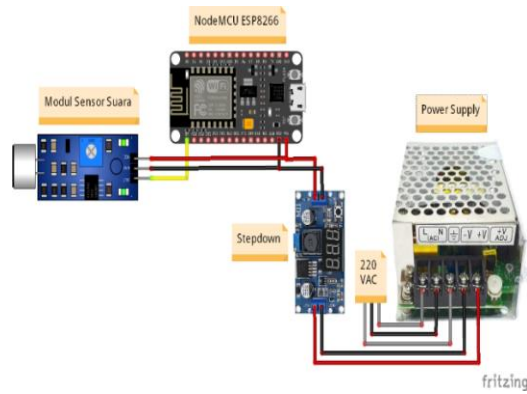 NodeMCU ESP8266
Modul Sensor Suara
Power Supply
Stepdown
220
VAC
L N -V +V +V
(AC) ADJ
fritzing